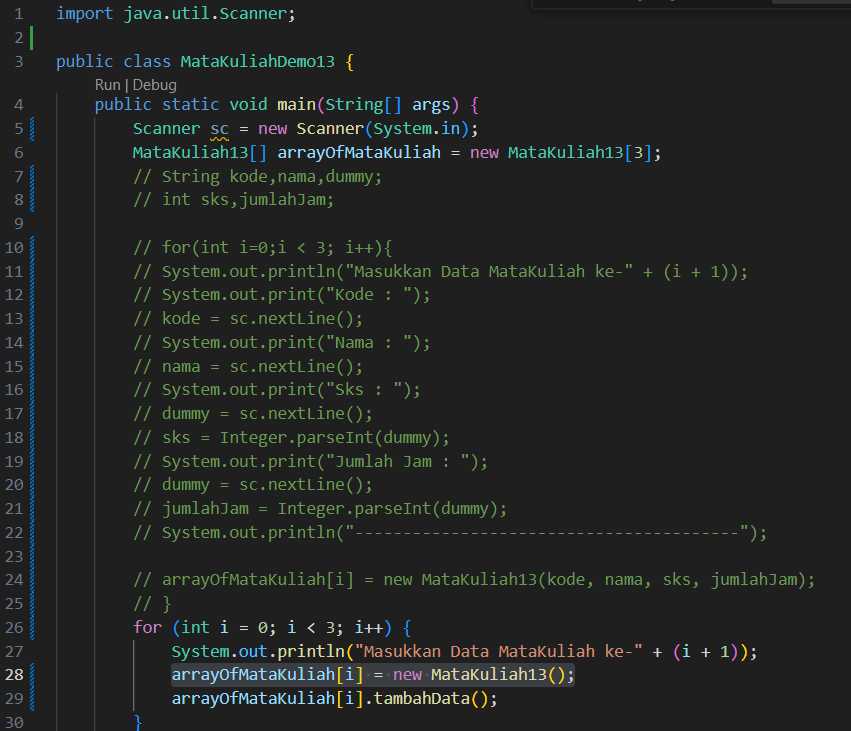 1 import java.util.Scanner;
2
3 public class MataKuliahDemo13 {
Run | Debug
4 public static void main(String[] args) {
5 Scanner sc = new Scanner(System.in);
6 MataKuliah13[] arrayOfMataKuliah = new MataKuliah13[3];
7 // String kode,nama,dummy;
8 // int sks,jumlahJam;
9
10 // for(int i=0;i < 3; i++){
11 // System.out.println("Masukkan Data MataKuliah ke-" + (i + 1));
12 // System.out.print("Kode : ");
13 // kode = sc.nextLine();
14 // System.out.print("Nama : ");
15 // nama = sc.nextLine();
16 // System.out.print("Sks : ");
17 // dummy = sc.nextLine();
18 // sks = Integer.parseInt(dummy);
19 // System.out.print("Jumlah Jam : ");
20 // dummy = sc.nextLine();
21 // jumlahJam = Integer.parseInt(dummy);
22 // System.out.println("----------------------------------------");
23
24 // arrayOfMataKuliah[i] = new MataKuliah13(kode, nama, sks, jumlahJam);
25 // }
26 for (int i = 0; i < 3; i++) {
27 System.out.println("Masukkan Data MataKuliah ke-" + (i + 1));
28 arrayOfMataKuliah[i] = new MataKuliah13();
29 arrayOfMataKuliah[i].tambahData();
30 }